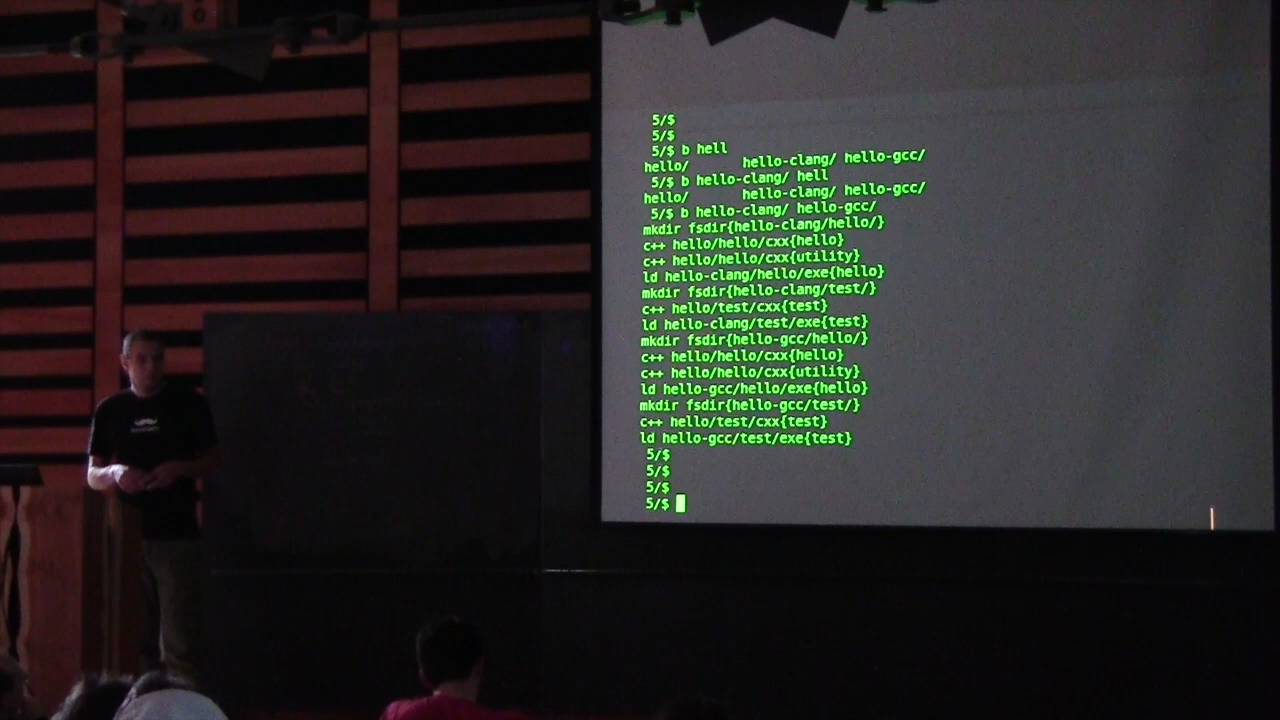 5/$
5/$
5/$ b hell
hello/ hello-clang/ hello-gcc/
5/$ b hello-clang/ hell
hello/ hello-clang/ hello-gcc/
5/$ b hello-clang/ hello-gcc/
mkdir fsdir{hello-clang/hello/}
c++ hello/hello/cxx{hello}
c++ hello/hello/cxx{utility}
ld hello-clang/hello/exe{hello}
mkdir fsdir{hello-clang/test/}
c++ hello/test/cxx{test}
ld hello-clang/test/exe{test}
mkdir fsdir{hello-gcc/hello/}
c++ hello/hello/cxx{hello}
c++ hello/hello/cxx{utility}
ld hello-gcc/hello/exe{hello}
mkdir fsdir{hello-gcc/test/}
c++ hello/test/cxx{test}
ld hello-gcc/test/exe{test}
5/$
5/$
5/$
5/$